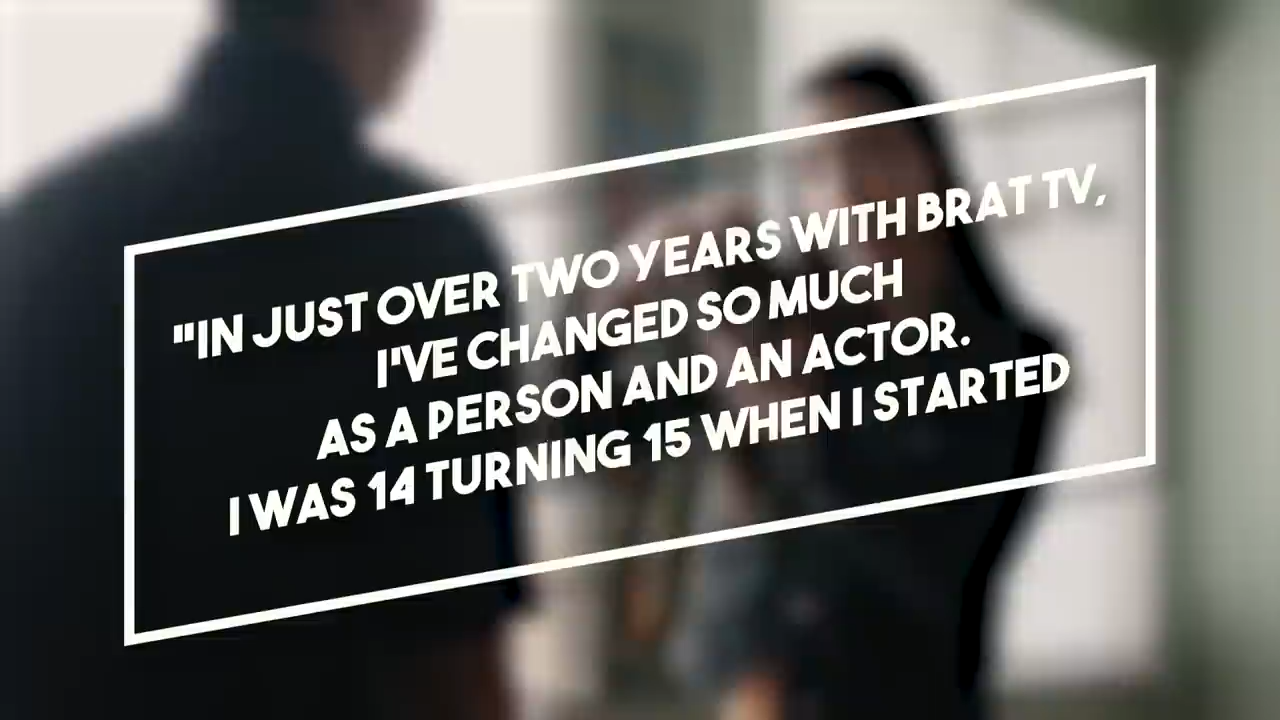 "IN JUST OVER TWO YEARS WITH BRAT TV,
I'VE CHANGED SO MUCH
AS A PERSON AND AN ACTOR.
I WAS 14 TURNING 15 WHEN I STARTED